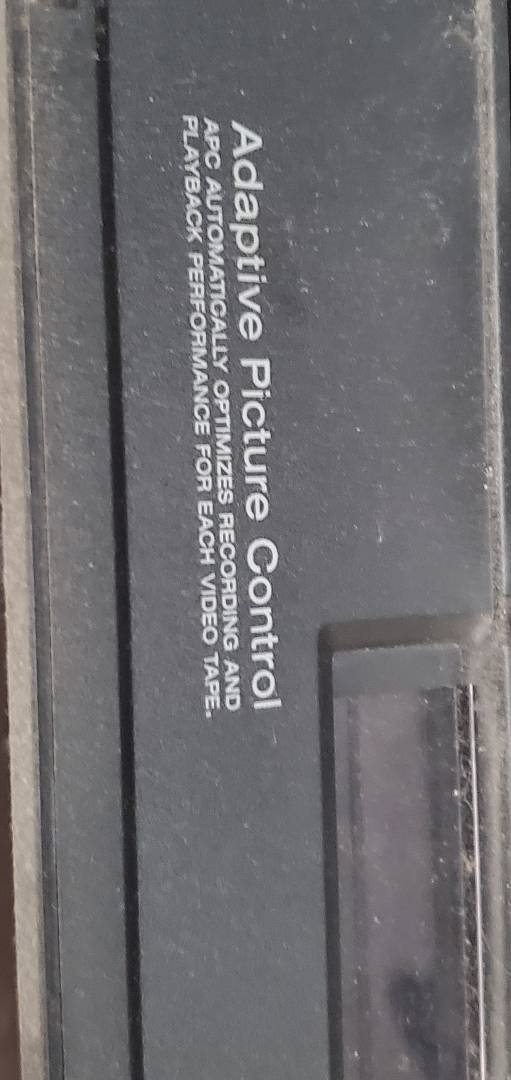 Adaptive Picture Control
APC AUTOMATICALLY OPTIMIZES RECORDING AND
PLAYBACK PERFORMANCE FOR EACH VIDEO TAPE.